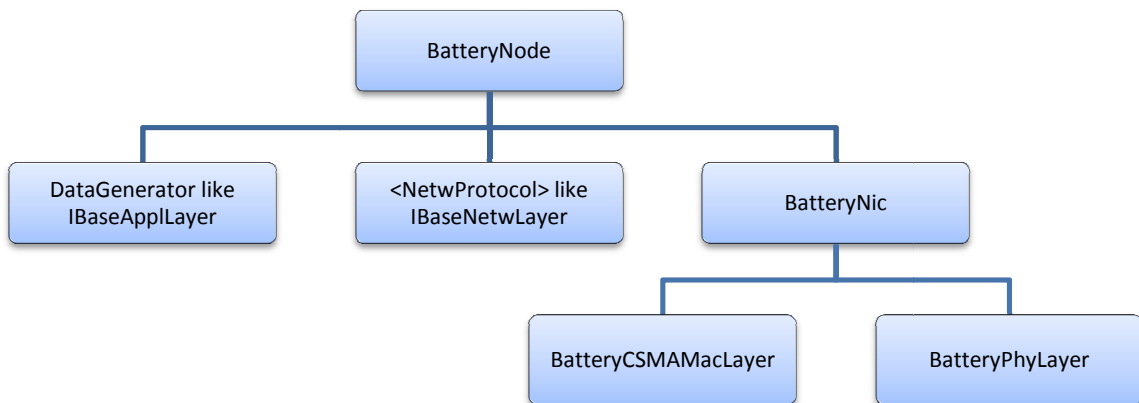 BatteryNode
DataGenerator like
IBaseApplLayer
<NetwProtocol> like
IBaseNetwLayer
BatteryNic
BatteryCSMAMacLayer
BatteryPhyLayer